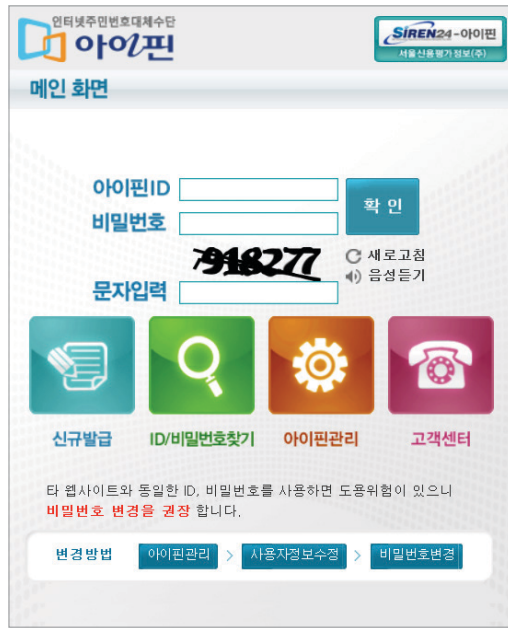 인터넷주민번호대체수단
아이핀
SIREN24-아이핀
서울신용평가정보(주)
메인 화면
아이핀ID
비밀번호
확 인
새로고침
음성듣기
문자입력
신규발급 ID/비밀번호찾기 아이핀관리 고객센터
타 웹사이트와 동일한 ID, 비밀번호를 사용하면 도용위험이 있으니
비밀번호 변경을 권장 합니다.
변경방법 아이핀관리 > 사용자정보수정 > 비밀번호변경